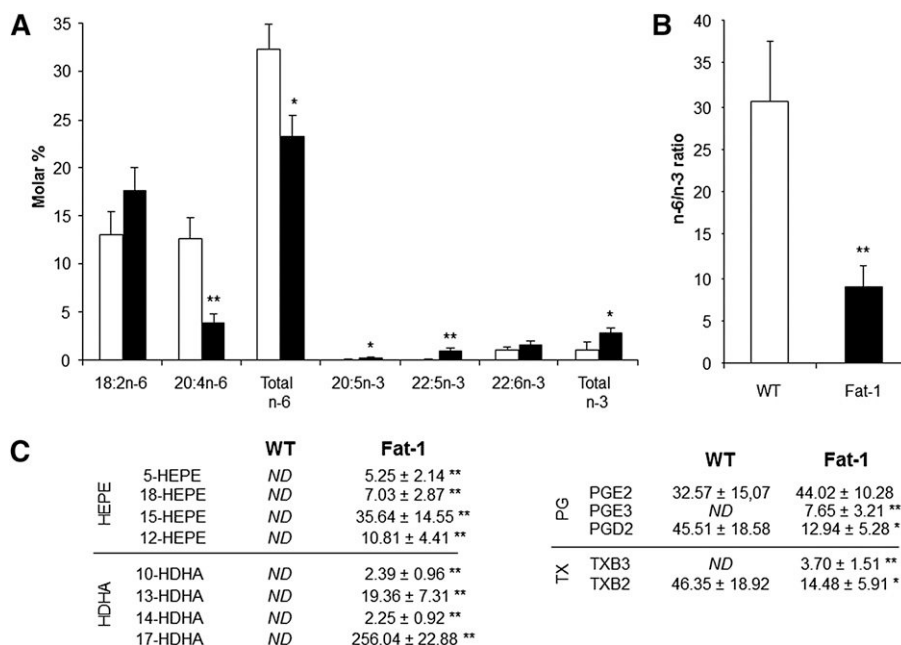 A
35
30
25
20
15
10
5
0
Molar %
*
**
*
**
*
18:2n-6
20:4n-6
Total n-6
20:5n-3
22:5n-3
22:6n-3
Total n-3
B
40
35
30
25
20
15
10
5
0
n-6/n-3 ratio
**
WT
Fat-1
C
WT Fat-1
HEPE
5-HEPE ND 5.25 ± 2.14 **
18-HEPE ND 7.03 ± 2.87 **
15-HEPE ND 35.64 ± 14.55 **
12-HEPE ND 10.81 ± 4.41 **
HDHA
10-HDHA ND 2.39 ± 0.96 **
13-HDHA ND 19.36 ± 7.31 **
14-HDHA ND 2.25 ± 0.92 **
17-HDHA ND 256.04 ± 22.88 **
WT Fat-1
PG
PGE2 32.57 ± 15,07 44.02 ± 10.28
PGE3 ND 7.65 ± 3.21 **
PGD2 45.51 ± 18.58 12.94 ± 5.28 *
TX
TXB3 ND 3.70 ± 1.51 **
TXB2 46.35 ± 18.92 14.48 ± 5.91 *